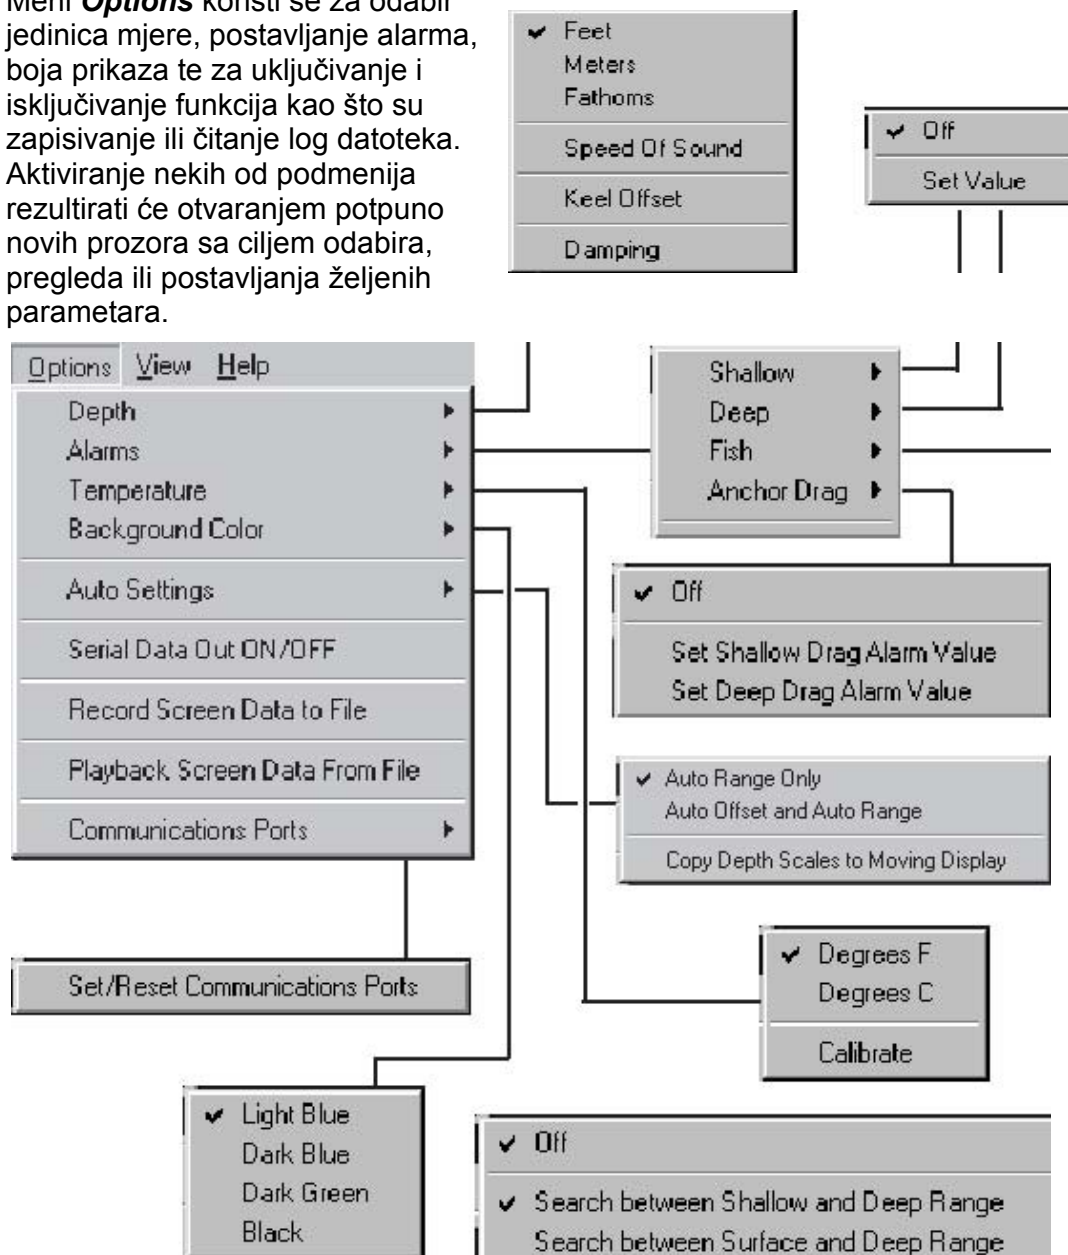 Meni Options koristi se za odabir
jedinica mjere, postavljanje alarma,
boja prikaza te za uključivanje i
isključivanje funkcija kao što su
zapisivanje ili čitanje log datoteka.
Aktiviranje nekih od podmenija
rezultirati će otvaranjem potpuno
novih prozora sa ciljem odabira,
pregleda ili postavljanja željenih
parametara.
Feet
Meters
Fathoms
Speed Of Sound
Keel Offset
Damping
Off
Set Value
Options View Help
Depth
Alarms
Temperature
Background Color
Auto Settings
Serial Data Out ON/OFF
Record Screen Data to File
Playback Screen Data From File
Communications Ports
Shallow
Deep
Fish
Anchor Drag
Off
Set Shallow Drag Alarm Value
Set Deep Drag Alarm Value
Auto Range Only
Auto Offset and Auto Range
Copy Depth Scales to Moving Display
Set/Reset Communications Ports
Degrees F
Degrees C
Calibrate
Light Blue
Dark Blue
Dark Green
Black
Off
Search between Shallow and Deep Range
Search between Surface and Deep Range